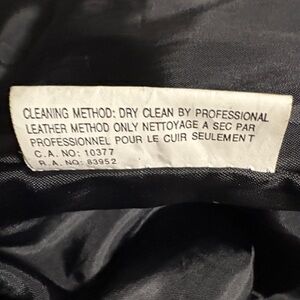 CLEANING METHOD: DRY CLEAN BY PROFESSIONAL
LEATHER METHOD ONLY NETTOYAGE A SEC PAR
PROFESSIONNEL POUR LE CUIR SEULEMENT
C.A. NO: 10377
R.A. NO: 83952